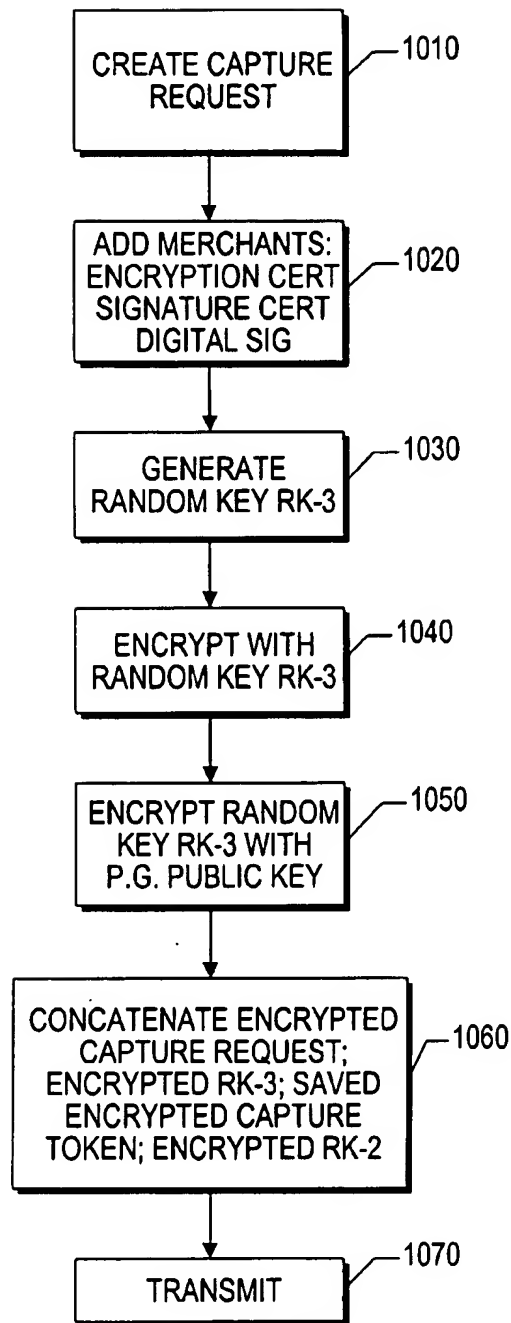 CREATE CAPTURE
REQUEST
1010
ADD MERCHANTS:
ENCRYPTION CERT
SIGNATURE CERT
DIGITAL SIG
1020
GENERATE
RANDOM KEY RK-3
1030
ENCRYPT WITH
RANDOM KEY RK-3
1040
ENCRYPT RANDOM
KEY RK-3 WITH
P.G. PUBLIC KEY
1050
CONCATENATE ENCRYPTED
CAPTURE REQUEST;
ENCRYPTED RK-3; SAVED
ENCRYPTED CAPTURE
TOKEN; ENCRYPTED RK-2
1060
TRANSMIT
1070